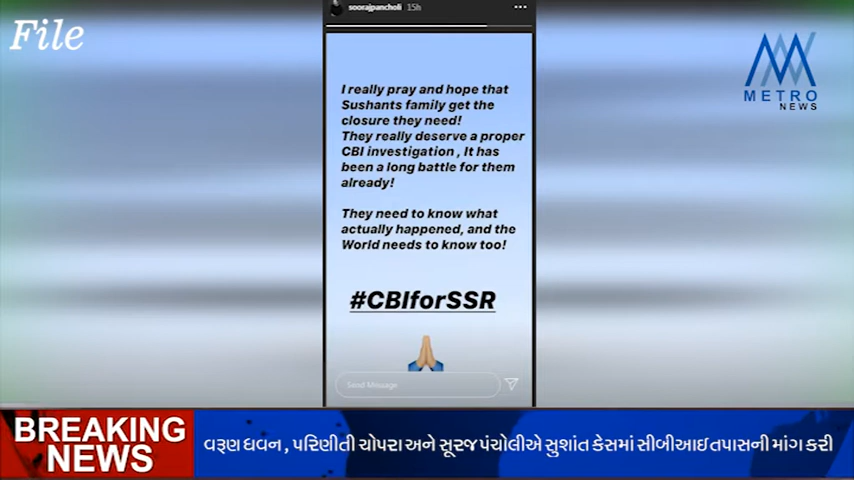 File
soorajpancholi 15h
METRO
NEWS
I really pray and hope that
Sushants family get the
closure they need!
They really deserve a proper
CBI investigation , It has
been a long battle for them
already!
They need to know what
actually happened, and the
World needs to know too!
#CBIforSSR
Send Message
BREAKING
NEWS
વરૂણ ધવન , પરિણીતી ચોપરા અને સૂરજ પંચોલીએ સુશાંત કેસમાં સીબીઆઇ તપાસની માંગ કરી